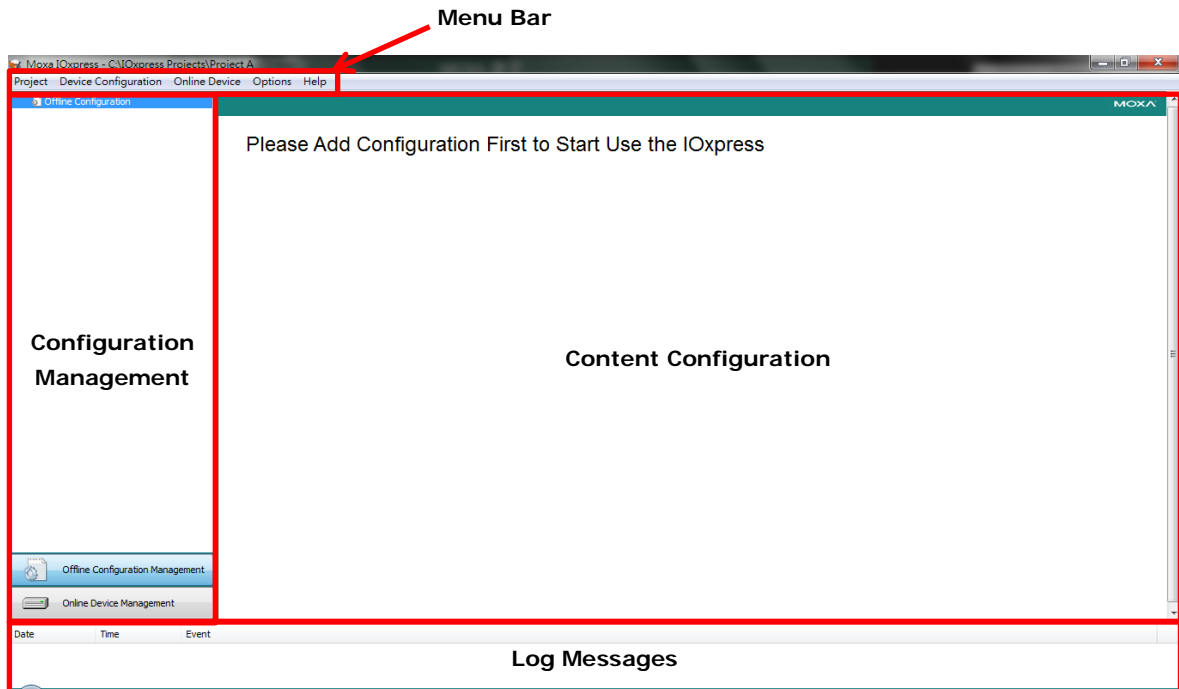 Menu Bar
Moxa IOxpress - C:\IOxpress Projects\Project A
Project Device Configuration Online Device Options Help
Offline Configuration
MOXA
Please Add Configuration First to Start Use the IOxpress
Configuration
Management
Content Configuration
Offline Configuration Management
Online Device Management
Date Time Event
Log Messages